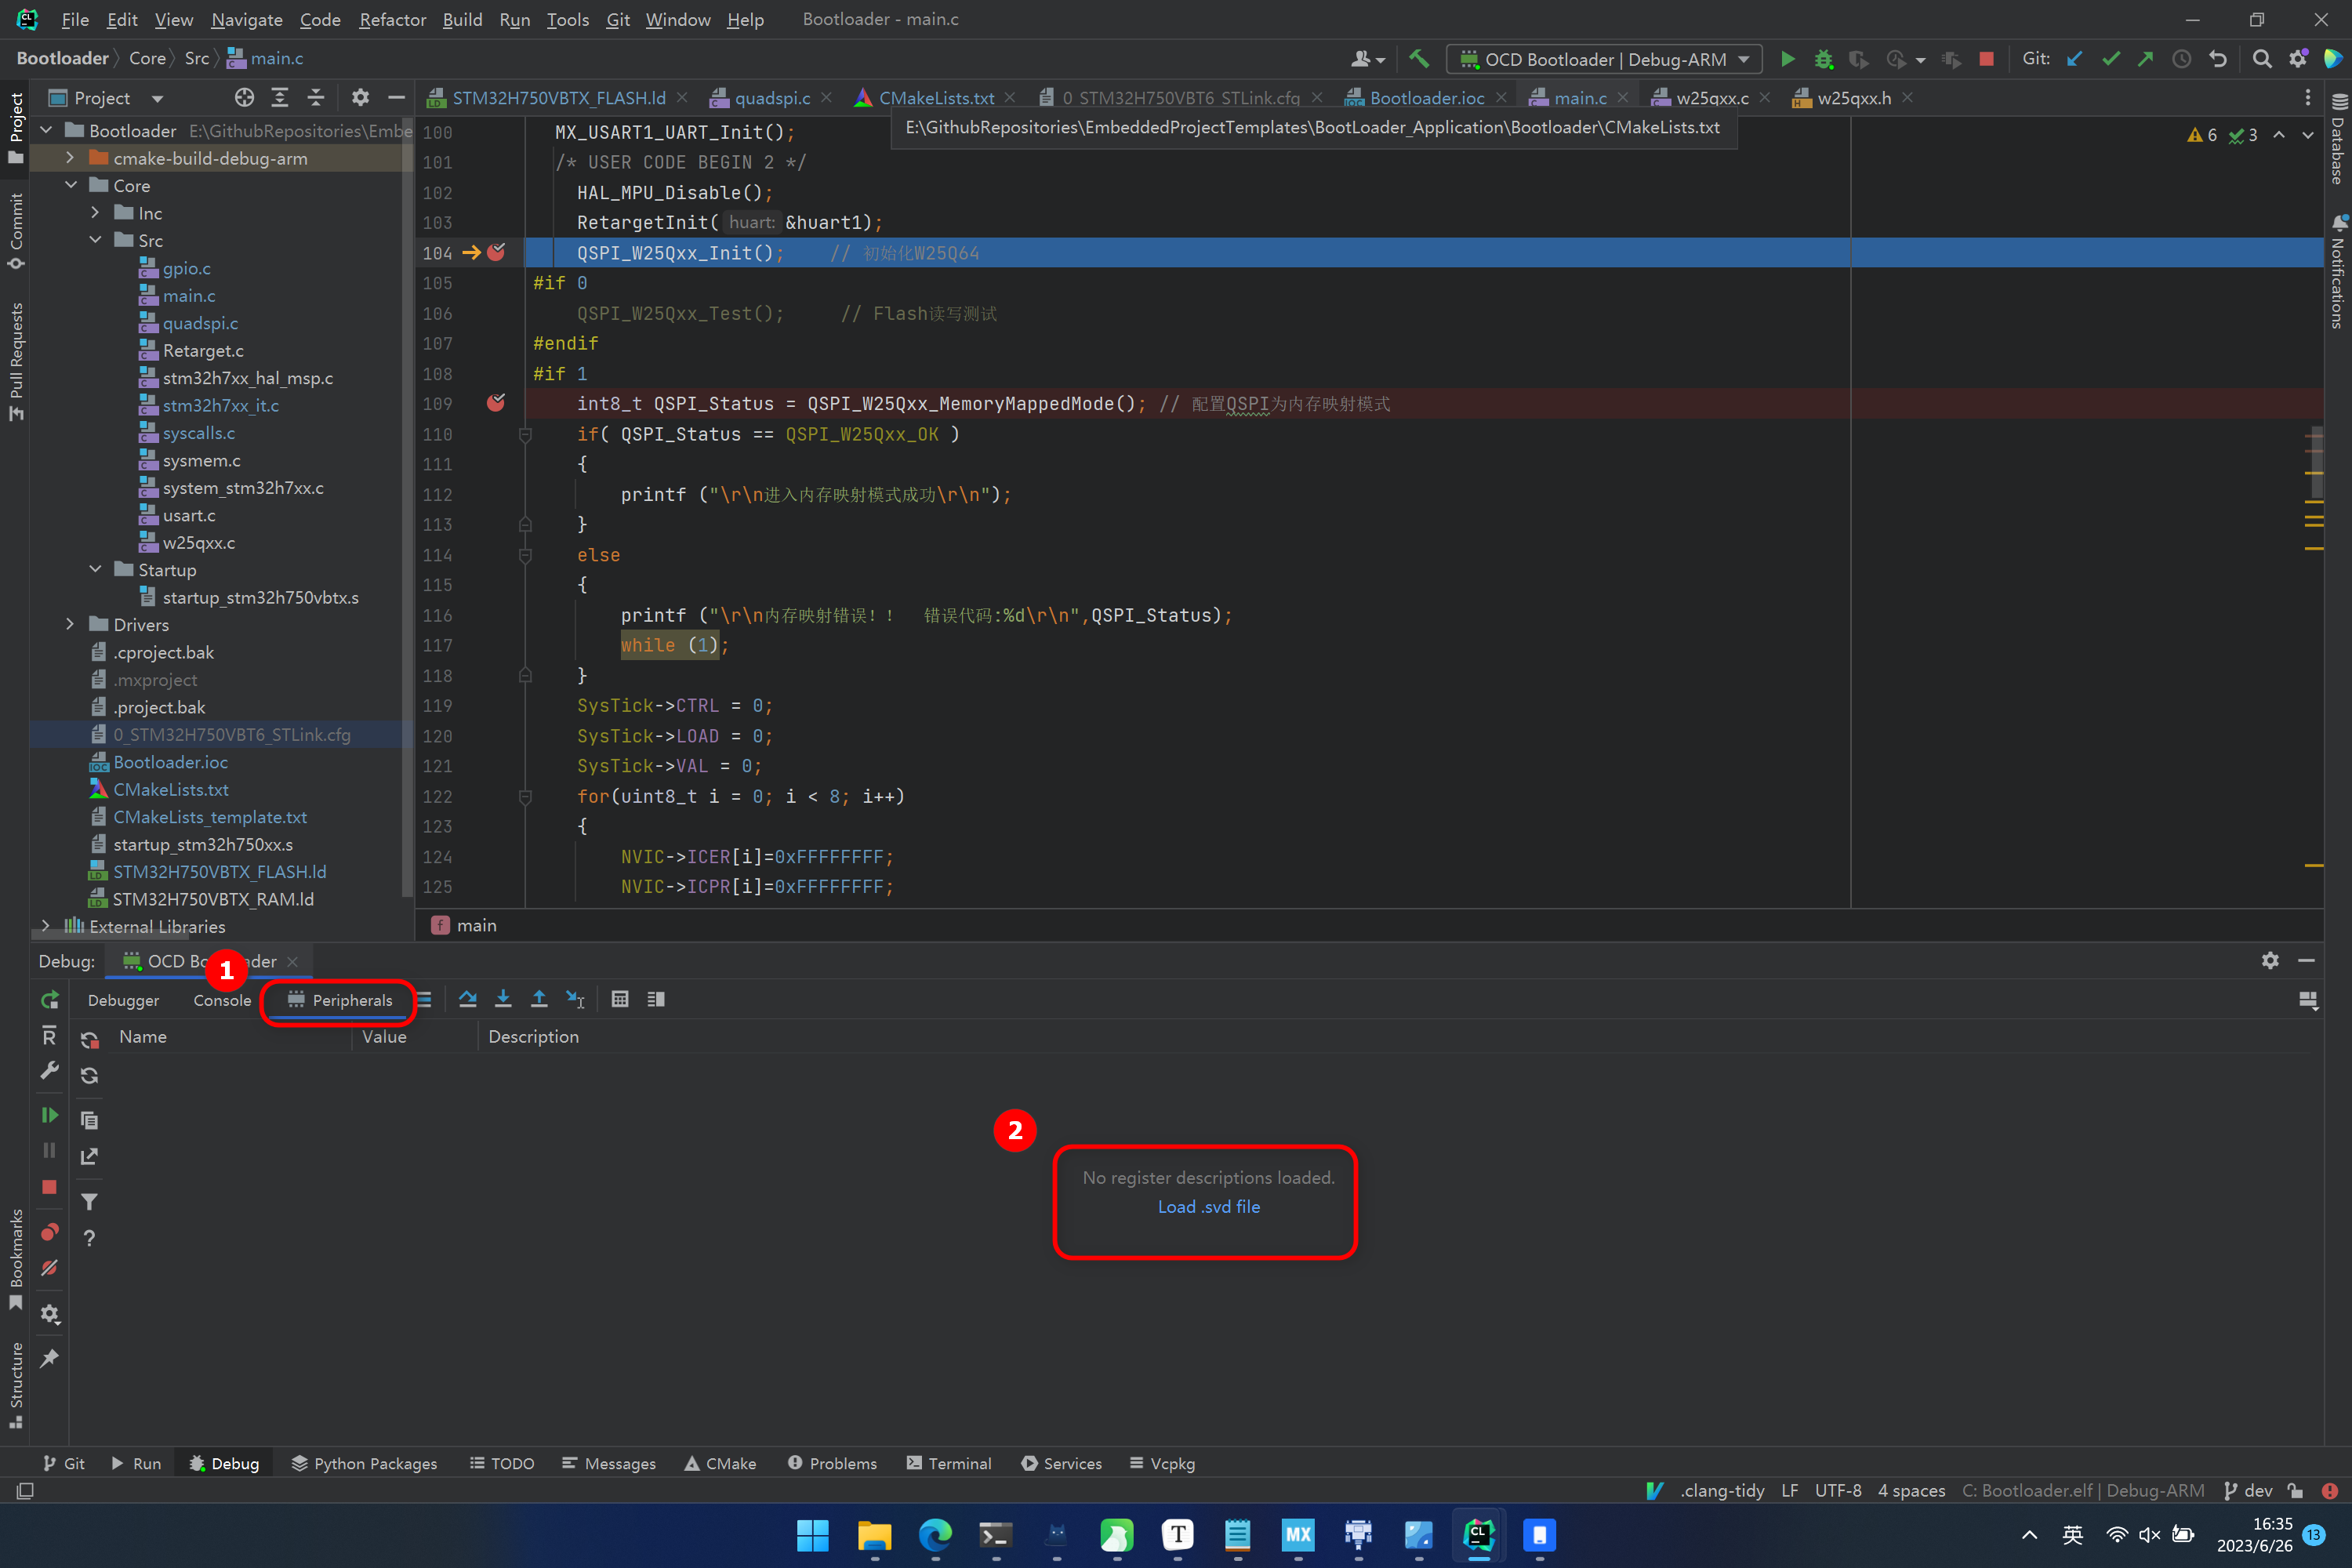 File Edit View Navigate Code Refactor Build Run Tools Git Window Help Bootloader - main.c
Bootloader Core Src main.c
OCD Bootloader | Debug-ARM Git:
Project
STM32H750VBTX_FLASH.ld quadspi.c CMakeLists.txt 0_STM32H750VBT6_STLink.cfg Bootloader.ioc main.c w25qxx.c w25qxx.h
E:\GithubRepositories\EmbeddedProjectTemplates\BootLoader_Application\Bootloader\CMakeLists.txt
6 3
Project
Commit
Pull Requests
Bookmarks
Structure
Database
Notifications
Bootloader E:\GithubRepositories\Embe
cmake-build-debug-arm
Core
Inc
Src
gpio.c
main.c
quadspi.c
Retarget.c
stm32h7xx_hal_msp.c
stm32h7xx_it.c
syscalls.c
sysmem.c
system_stm32h7xx.c
usart.c
w25qxx.c
Startup
startup_stm32h750vbtx.s
Drivers
.cproject.bak
.mxproject
.project.bak
0_STM32H750VBT6_STLink.cfg
Bootloader.ioc
CMakeLists.txt
CMakeLists_template.txt
startup_stm32h750xx.s
STM32H750VBTX_FLASH.ld
STM32H750VBTX_RAM.ld
External Libraries
100 MX_USART1_UART_Init();
101 /* USER CODE BEGIN 2 */
102 HAL_MPU_Disable();
103 RetargetInit( huart: &huart1);
104 QSPI_W25Qxx_Init(); // 初始化W25Q64
105 #if 0
106 QSPI_W25Qxx_Test(); // Flash读写测试
107 #endif
108 #if 1
109 int8_t QSPI_Status = QSPI_W25Qxx_MemoryMappedMode(); // 配置QSPI为内存映射模式
110 if( QSPI_Status == QSPI_W25Qxx_OK )
111 {
112 printf ("\r\n进入内存映射模式成功\r\n");
113 }
114 else
115 {
116 printf ("\r\n内存映射错误！！ 错误代码:%d\r\n",QSPI_Status);
117 while (1);
118 }
119 SysTick->CTRL = 0;
120 SysTick->LOAD = 0;
121 SysTick->VAL = 0;
122 for(uint8_t i = 0; i < 8; i++)
123 {
124 NVIC->ICER[i]=0xFFFFFFFF;
125 NVIC->ICPR[i]=0xFFFFFFFF;
f main
Debug: OCD Bo ader
1
Debugger Console Peripherals
Name Value Description
2
No register descriptions loaded.
Load .svd file
Git Run Debug Python Packages TODO Messages CMake Problems Terminal Services Vcpkg
.clang-tidy LF UTF-8 4 spaces C: Bootloader.elf | Debug-ARM dev
T MX CL
英
16:35
2023/6/26 13